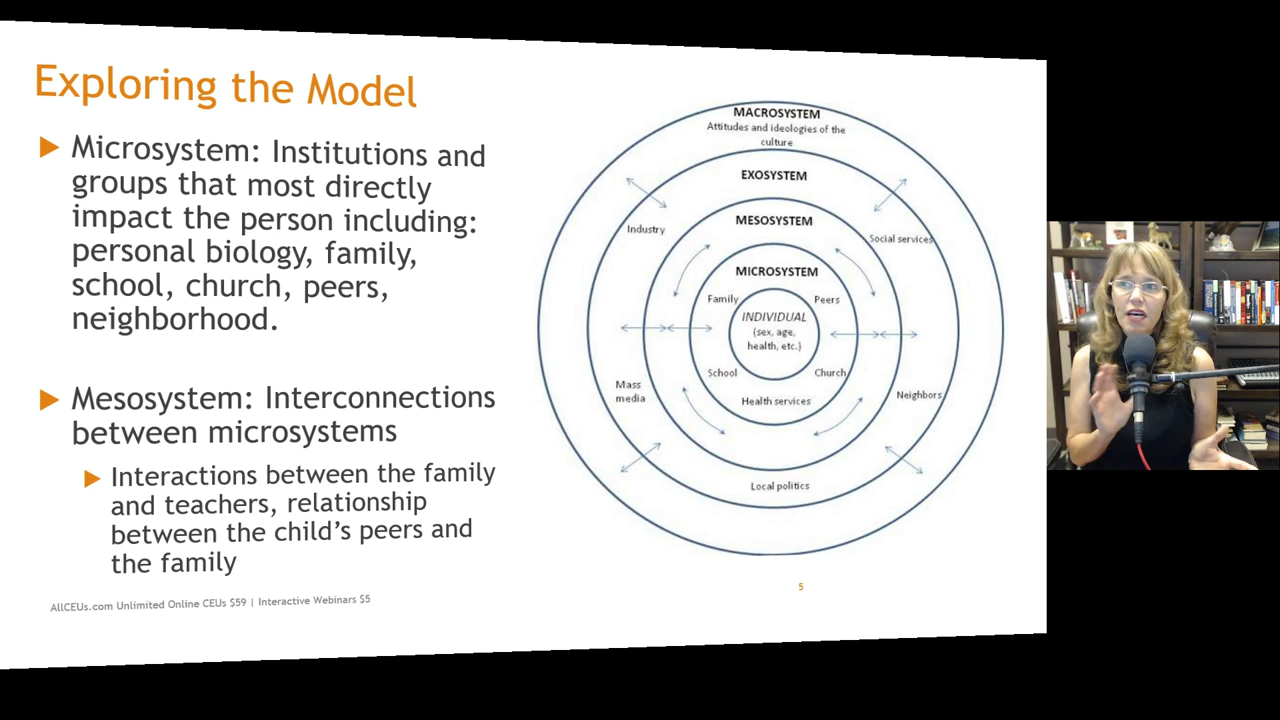 Exploring the Model
Microsystem: Institutions and
groups that most directly
impact the person including:
personal biology, family,
school, church, peers,
neighborhood.
Mesosystem: Interconnections
between microsystems
Interactions between the family
and teachers, relationship
between the child’s peers and
the family
AllCEUs.com Unlimited Online CEUs $59 | Interactive Webinars $5
MACROSYSTEM
Attitudes and ideologies of the
culture
EXOSYSTEM
MESOSYSTEM
Industry
Social services
MICROSYSTEM
Family
Peers
INDIVIDUAL
(sex, age,
health, etc.)
School
Church
Mass
media
Health services
Neighbors
Local politics
5